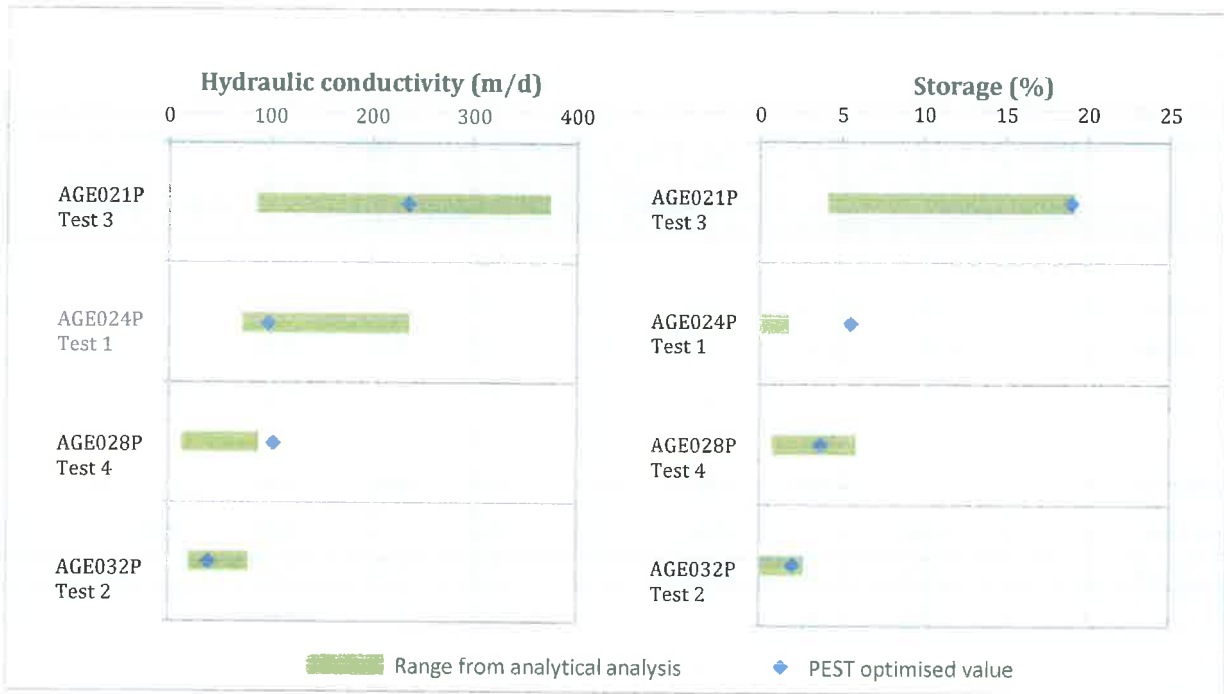 Hydraulic conductivity (m/d)
0 100 200 300 400
AGE021P
Test 3
AGE024P
Test 1
AGE028P
Test 4
AGE032P
Test 2
Storage (%)
0 5 10 15 20 25
AGE021P
Test 3
AGE024P
Test 1
AGE028P
Test 4
AGE032P
Test 2
Range from analytical analysis
PEST optimised value